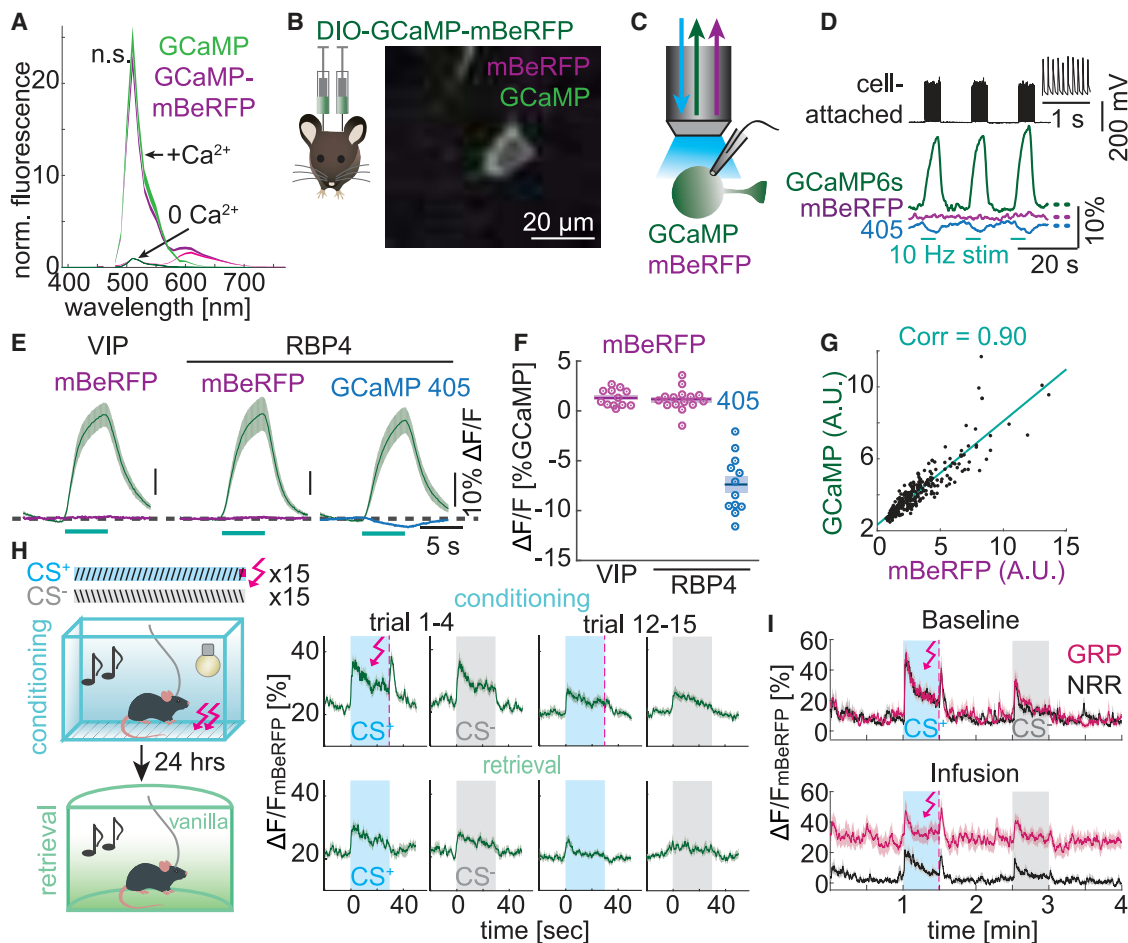 A
norm. fluorescence
20
10
0
n.s.
GCaMP
GCaMP-
mBeRFP
+Ca²⁺
0 Ca²⁺
400 500 600 700
wavelength [nm]
B
DIO-GCaMP-mBeRFP
mBeRFP
GCaMP
20 µm
C
GCaMP
mBeRFP
D
cell-
attached
1 s
200 mV
GCaMP6s
mBeRFP
405
10%
10 Hz stim
20 s
E
VIP
RBP4
mBeRFP
mBeRFP
GCaMP 405
10% ΔF/F
5 s
F
mBeRFP
405
ΔF/F [%GCaMP]
5
0
-5
-10
-15
VIP
RBP4
G
Corr = 0.90
GCaMP (A.U.)
10
6
2
0 5 10 15
mBeRFP (A.U.)
H
CS⁺ x15
CS⁻ x15
conditioning
24 hrs
retrieval
vanilla
conditioning
trial 1-4
trial 12-15
ΔF/F mBeRFP [%]
40
20
CS⁺
CS⁻
retrieval
40
20
CS⁺
CS⁻
0 40 0 40 0 40 0 40
time [sec]
I
Baseline
GRP
NRR
ΔF/F mBeRFP [%]
60
40
20
0
CS⁺
CS⁻
Infusion
60
40
20
0
CS⁺
CS⁻
1 2 3 4
time [min]